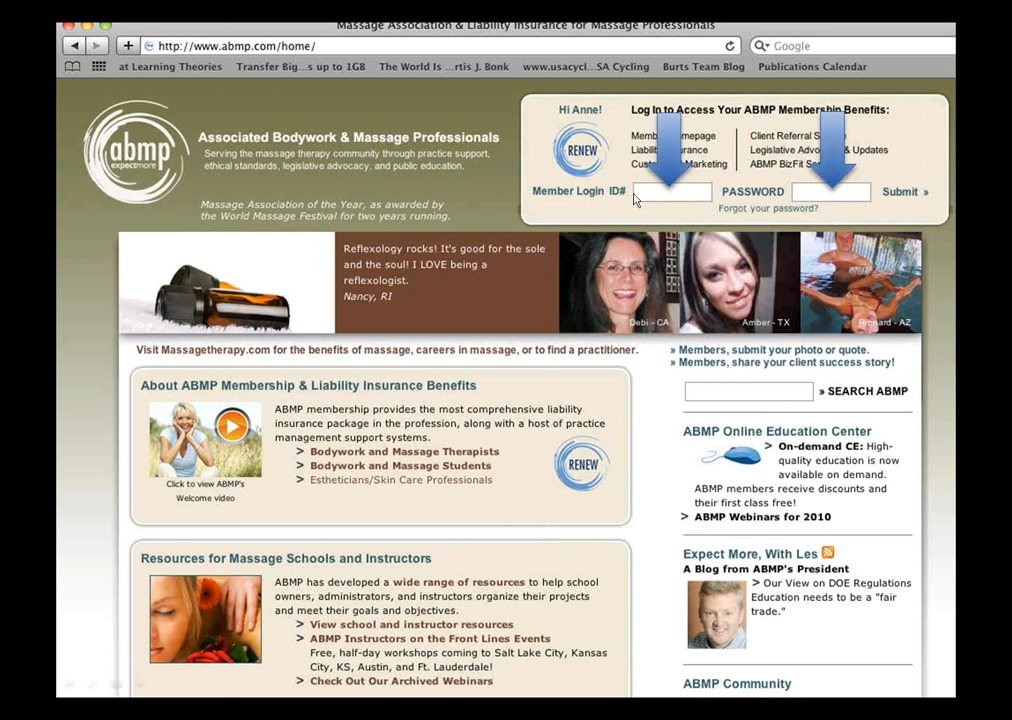 Massage Association & Liability Insurance for Massage Professionals
http://www.abmp.com/home/
Google
at Learning Theories Transfer Big...s up to 1GB The World Is ...rtis J. Bonk www.usacycl...SA Cycling Burts Team Blog Publications Calendar
abmp
expectmore
Associated Bodywork & Massage Professionals
Serving the massage therapy community through practice support,
ethical standards, legislative advocacy, and public education.
Massage Association of the Year, as awarded by
the World Massage Festival for two years running.
Hi Anne!
RENEW
Log In to Access Your ABMP Membership Benefits:
Client Referral
Legislative & Updates
Marketing
ABMP BizFit
Member Login ID# PASSWORD Submit »
Forgot your password?
Reflexology rocks! It's good for the sole
and the soul! I LOVE being a
reflexologist.
Nancy, RI
Debi - CA
Amber - TX
Richard - AZ
Visit Massagetherapy.com for the benefits of massage, careers in massage, or to find a practitioner.
» Members, submit your photo or quote.
» Members, share your client success story!
About ABMP Membership & Liability Insurance Benefits
Click to view ABMP's
Welcome video
ABMP membership provides the most comprehensive liability
insurance package in the profession, along with a host of practice
management support systems.
> Bodywork and Massage Therapists
> Bodywork and Massage Students
> Estheticians/Skin Care Professionals
RENEW
Resources for Massage Schools and Instructors
ABMP has developed a wide range of resources to help school
owners, administrators, and instructors organize their projects
and meet their goals and objectives.
> View school and instructor resources
> ABMP Instructors on the Front Lines Events
Free, half-day workshops coming to Salt Lake City, Kansas
City, KS, Austin, and Ft. Lauderdale!
> Check Out Our Archived Webinars
» SEARCH ABMP
ABMP Online Education Center
> On-demand CE: High-
quality education is now
available on demand.
ABMP members receive discounts and
their first class free!
> ABMP Webinars for 2010
Expect More, With Les
A Blog from ABMP's President
> Our View on DOE Regulations
Education needs to be a "fair
trade."
ABMP Community